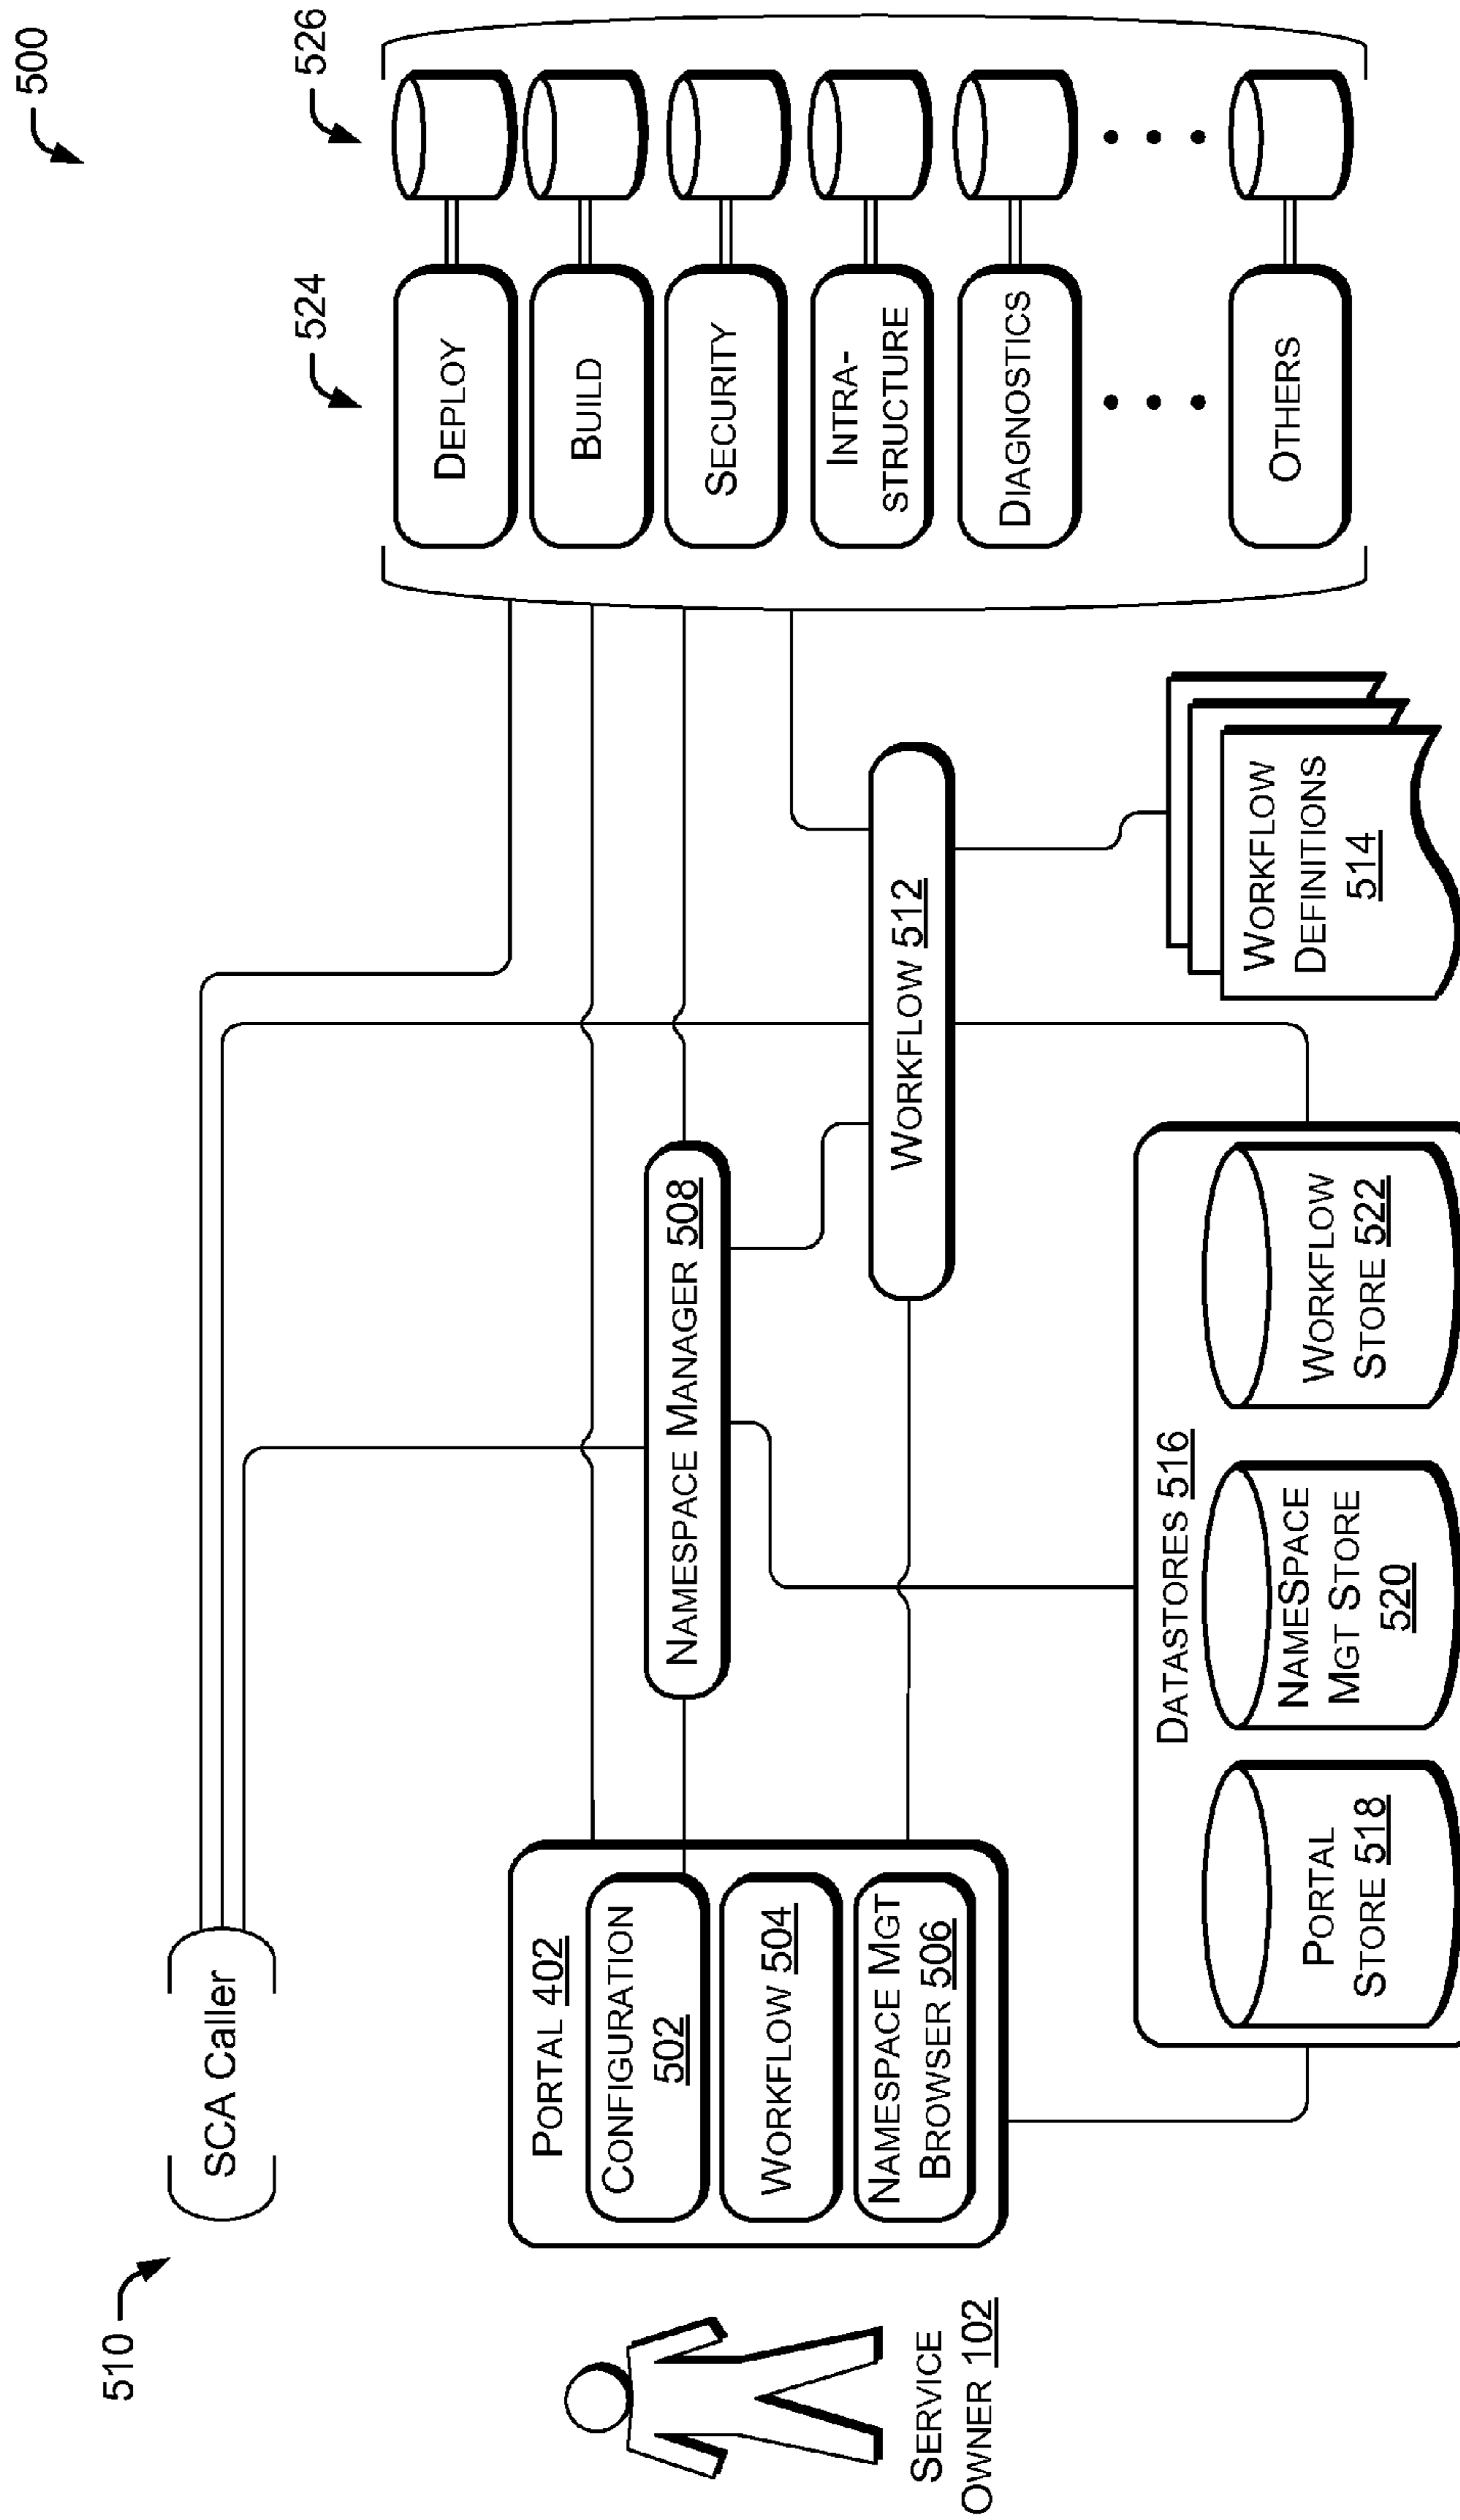 500
510
SCA Caller
524
526
DEPLOY
BUILD
SECURITY
INTRA-
STRUCTURE
DIAGNOSTICS
OTHERS
PORTAL 402
CONFIGURATION
502
WORKFLOW 504
NAMESPACE MGT
BROWSER 506
SERVICE
OWNER 102
NAMESPACE MANAGER 508
WORKFLOW 512
WORKFLOW
DEFINITIONS
514
DATASTORES 516
PORTAL
STORE 518
NAMESPACE
MGT STORE
520
WORKFLOW
STORE 522